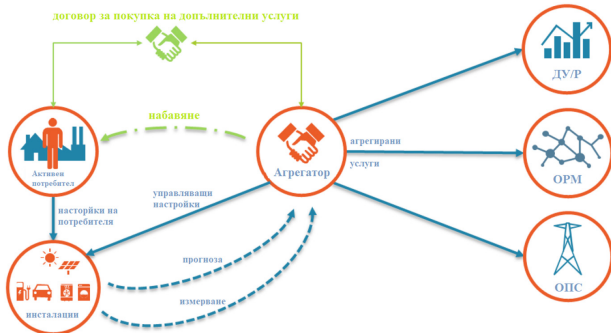 договор за покупка на допълнителни услуги
ДУ/Р
набавяне
Активен
потребител
Агрегатор
агрегирани
услуги
ОРМ
управляващи
настройки
насторйки на
потребителя
прогноза
измерване
инсталации
ОПС